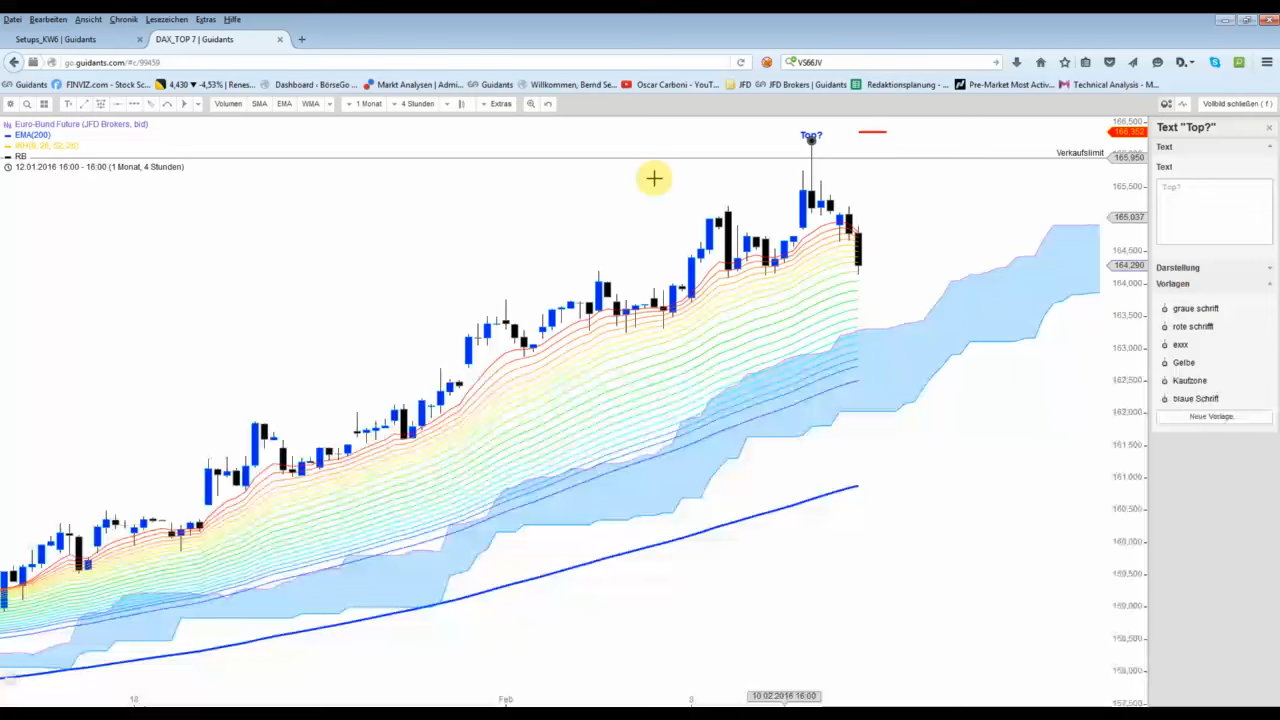 Datei Bearbeiten Ansicht Chronik Lesezeichen Extras Hilfe
Setups_KW6 | Guidants × DAX_TOP 7 | Guidants × +
go.guidants.com/#c/99459 VS66JV
Guidants FINVIZ.com - Stock Sc... 4,430 ▾ -4,53% | Renes... Dashboard ‹ BörseGo ... Markt Analysen | Admi... Guidants Willkommen, Bernd Se... Oscar Carboni - YouT... JFD JFD Brokers | Guidants Redaktionsplanung - ... Pre-Market Most Activ... Technical Analysis - M...
Volumen SMA EMA WMA 1 Monat 4 Stunden Extras Vollbild schließen ( f )
Euro-Bund Future (JFD Brokers, bid)
EMA(200)
RB
12.01.2016 16:00 - 16:00 (1 Monat, 4 Stunden)
Top?
Verkaufslimit
166,500
166,352
165,950
165,500
165,037
164,500
164,290
164,000
163,500
163,000
162,500
162,000
161,500
161,000
160,500
160,000
159,500
159,000
158,500
158,000
157,500
18 Feb 8 10.02.2016 16:00
Text "Top?" ×
Text
Text
Top?
Darstellung
Vorlagen
graue schrift
rote schrifft
exxx
Gelbe
Kaufzone
blaue Schrift
Neue Vorlage